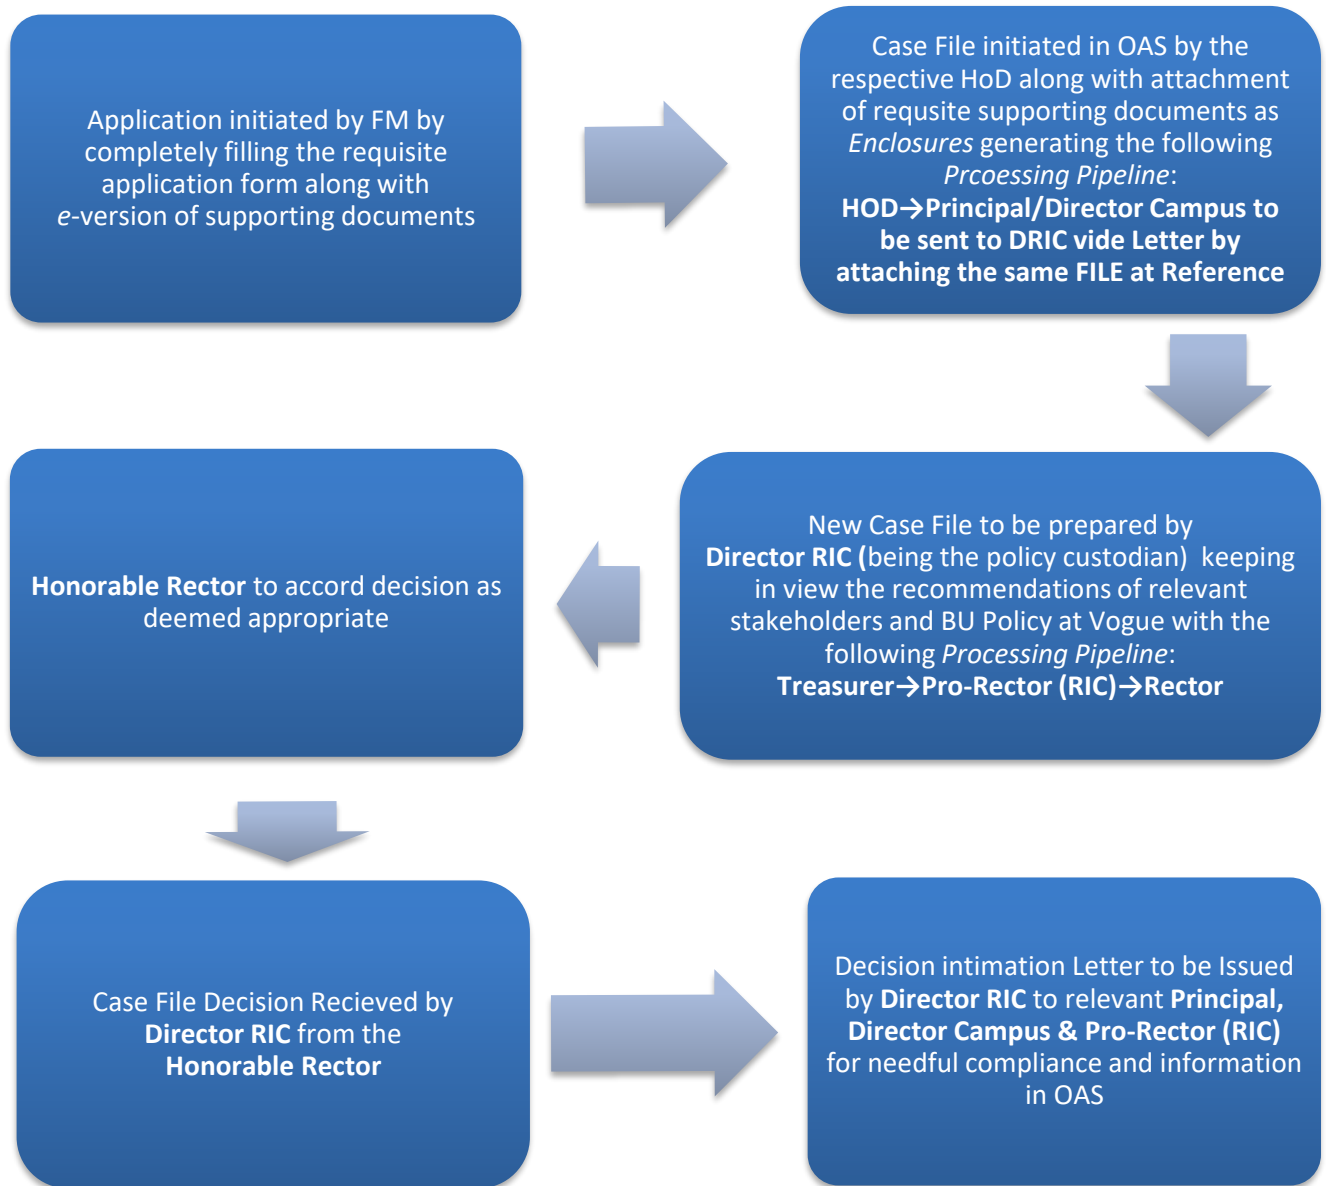 Application initiated by FM by
completely filling the requisite
application form along with
e-version of supporting documents
Case File initiated in OAS by the
respective HoD along with attachment
of requsite supporting documents as
Enclosures generating the following
Prcoessing Pipeline:
HOD→Principal/Director Campus to
be sent to DRIC vide Letter by
attaching the same FILE at Reference
New Case File to be prepared by
Director RIC (being the policy custodian)  keeping
in view the recommendations of relevant
stakeholders and BU Policy at Vogue with the
following Processing Pipeline:
Treasurer→Pro-Rector (RIC)→Rector
Honorable Rector to accord decision as
deemed appropriate
Case File Decision Recieved by
Director RIC from the
Honorable Rector
Decision intimation Letter to be Issued
by Director RIC to relevant Principal,
Director Campus & Pro-Rector (RIC)
for needful compliance and information
in OAS